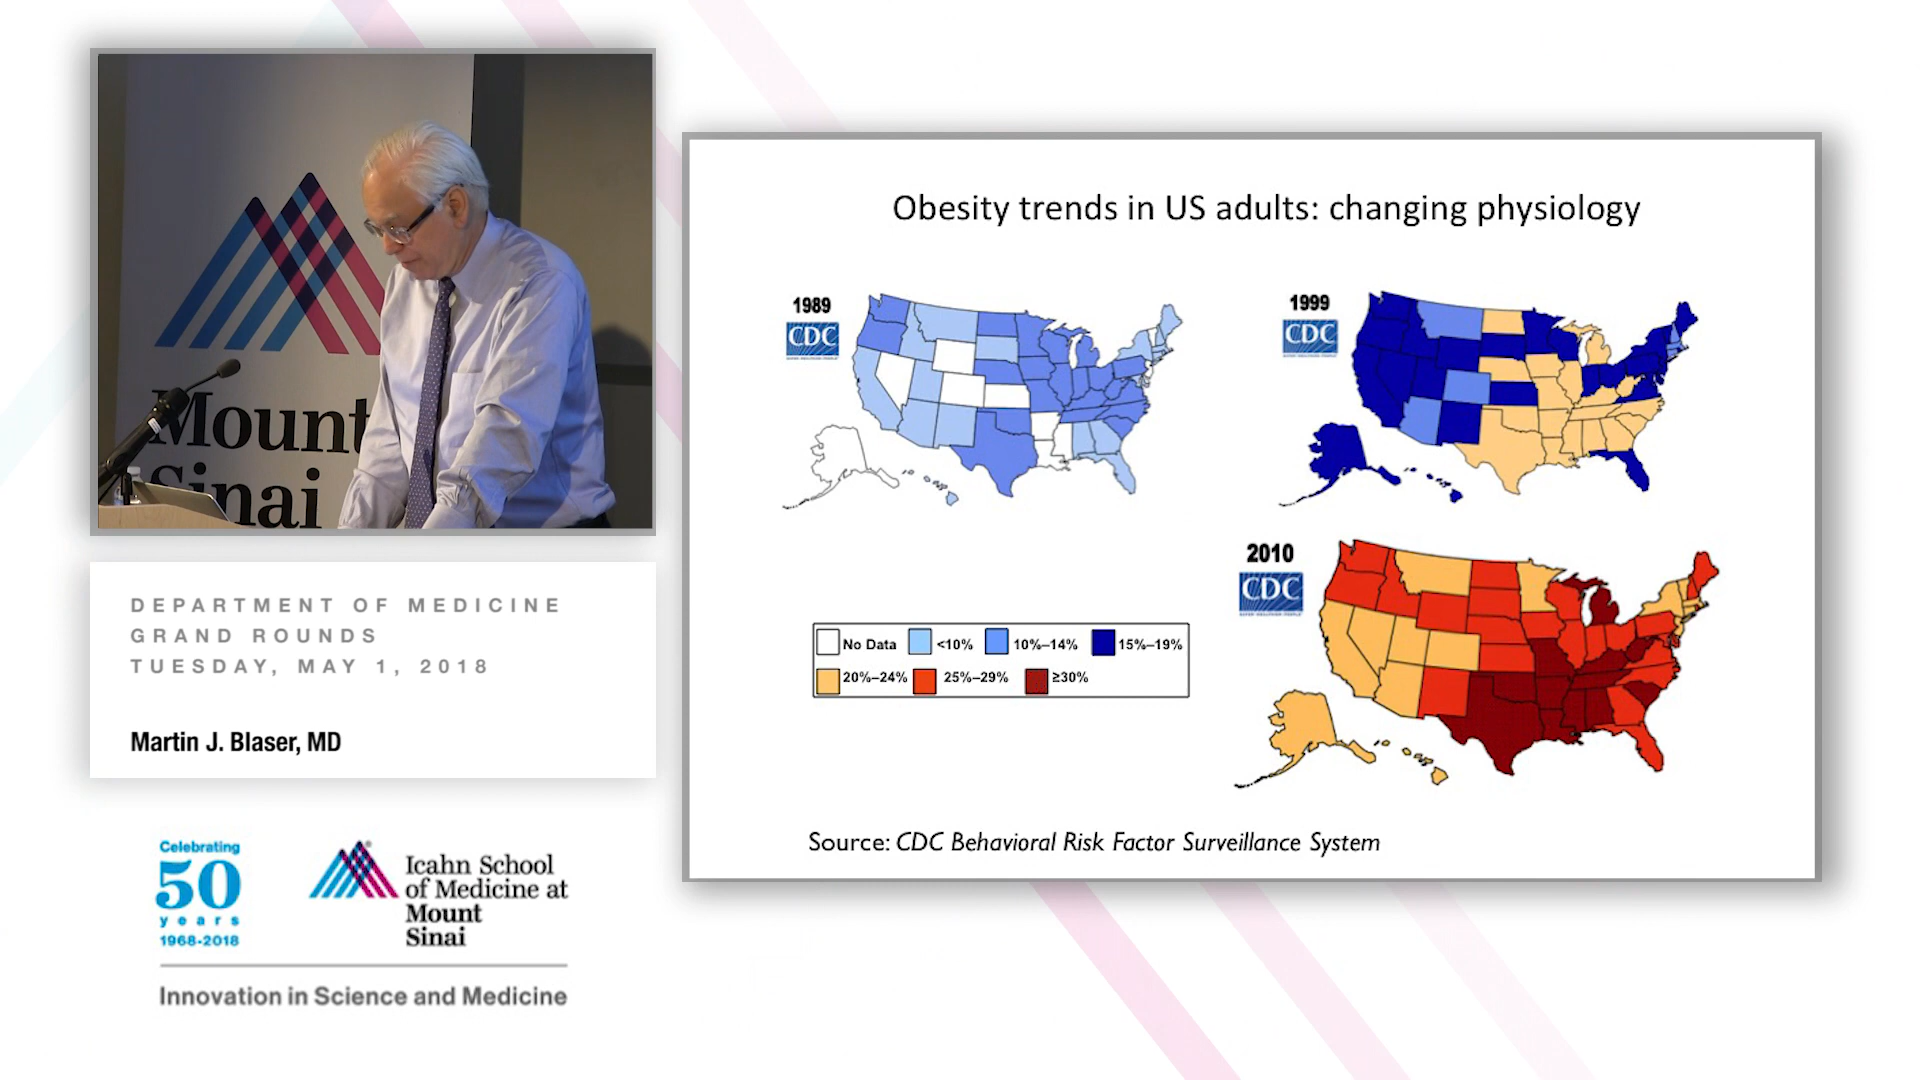 Mount
Sinai
DEPARTMENT OF MEDICINE
GRAND ROUNDS
TUESDAY, MAY 1, 2018
Martin J. Blaser, MD
Celebrating
50
years
1968-2018
Icahn School
of Medicine at
Mount
Sinai
Innovation in Science and Medicine
Obesity trends in US adults: changing physiology
1989
CDC
1999
CDC
2010
CDC
No Data <10% 10%–14% 15%–19%
20%–24% 25%–29% ≥30%
Source: CDC Behavioral Risk Factor Surveillance System